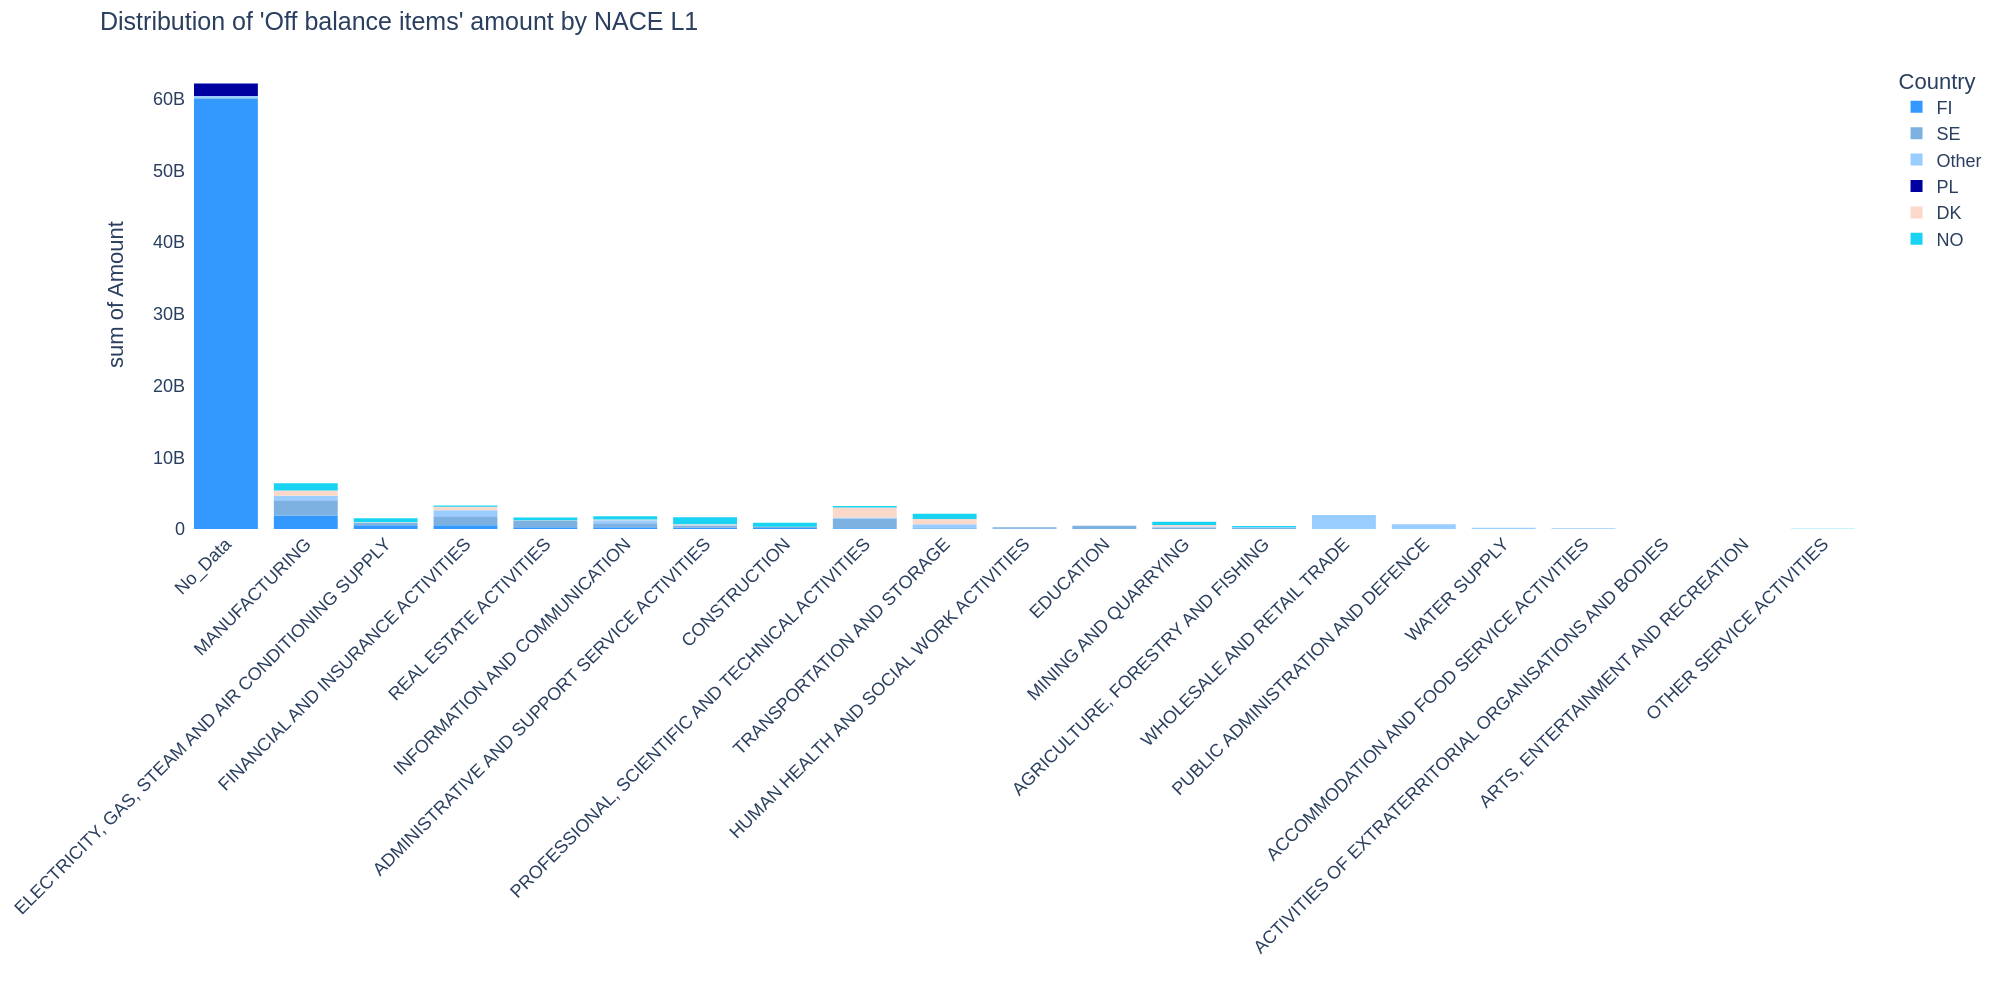 Distribution of 'Off balance items' amount by NACE L1
Country
FI
SE
Other
PL
DK
NO
sum of Amount
60B
50B
40B
30B
20B
10B
0
No_Data
MANUFACTURING
ELECTRICITY, GAS, STEAM AND AIR CONDITIONING SUPPLY
FINANCIAL AND INSURANCE ACTIVITIES
REAL ESTATE ACTIVITIES
INFORMATION AND COMMUNICATION
ADMINISTRATIVE AND SUPPORT SERVICE ACTIVITIES
CONSTRUCTION
PROFESSIONAL, SCIENTIFIC AND TECHNICAL ACTIVITIES
TRANSPORTATION AND STORAGE
HUMAN HEALTH AND SOCIAL WORK ACTIVITIES
EDUCATION
MINING AND QUARRYING
AGRICULTURE, FORESTRY AND FISHING
WHOLESALE AND RETAIL TRADE
PUBLIC ADMINISTRATION AND DEFENCE
WATER SUPPLY
ACCOMMODATION AND FOOD SERVICE ACTIVITIES
ACTIVITIES OF EXTRATERRITORIAL ORGANISATIONS AND BODIES
ARTS, ENTERTAINMENT AND RECREATION
OTHER SERVICE ACTIVITIES